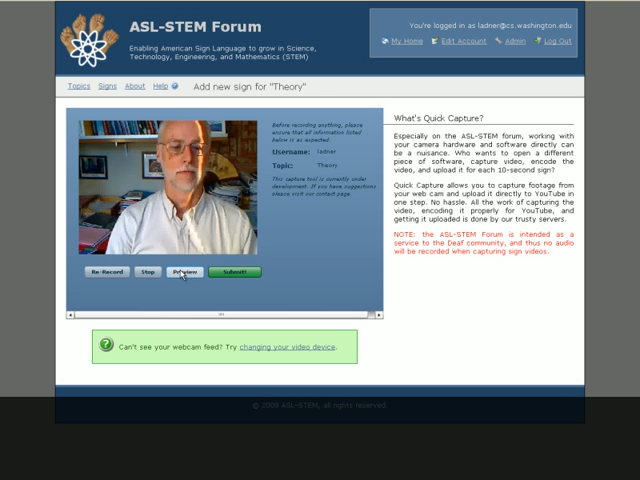 ASL-STEM Forum
Enabling American Sign Language to grow in Science,
Technology, Engineering, and Mathematics (STEM)
You're logged in as ladner@cs.washington.edu
My Home Edit Account Admin Log Out
Topics Signs About Help Add new sign for "Theory"
Before recording anything, please
ensure that all information listed
below is as expected.
Username: ladner
Topic: Theory
This capture tool is currently under
development. If you have suggestions
please visit our contact page.
Re-Record Stop Preview Submit!
Can't see your webcam feed? Try changing your video device.
What's Quick Capture?
Especially on the ASL-STEM forum, working with
your camera hardware and software directly can
be a nuisance. Who wants to open a different
piece of software, capture video, encode the
video, and upload it for each 10-second sign?
Quick Capture allows you to capture footage from
your web cam and upload it directly to YouTube in
one step. No hassle. All the work of capturing the
video, encoding it properly for YouTube, and
getting it uploaded is done by our trusty servers.
NOTE: the ASL-STEM Forum is intended as a
service to the Deaf community, and thus no audio
will be recorded when capturing sign videos.
© 2009 ASL-STEM, all rights reserved.